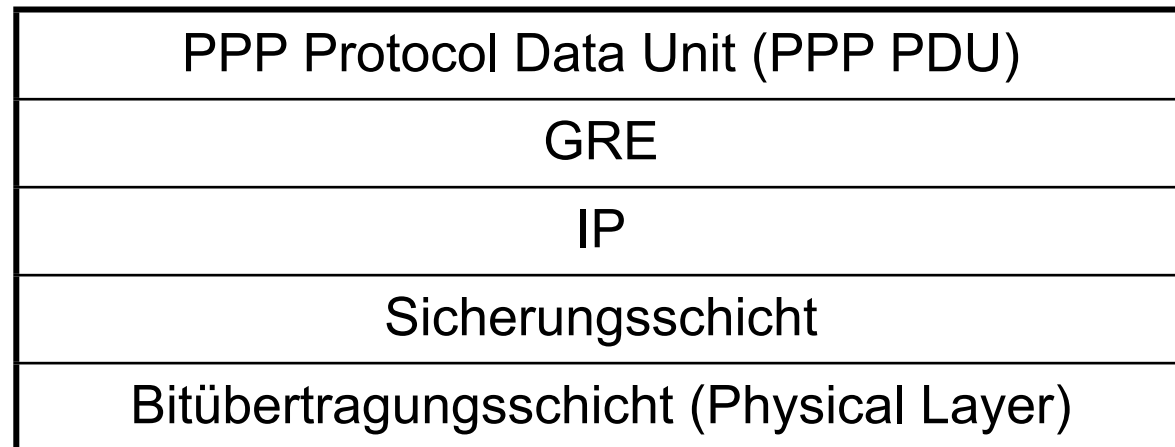 PPP Protocol Data Unit (PPP PDU)
GRE
IP
Sicherungsschicht
Bitübertragungsschicht (Physical Layer)